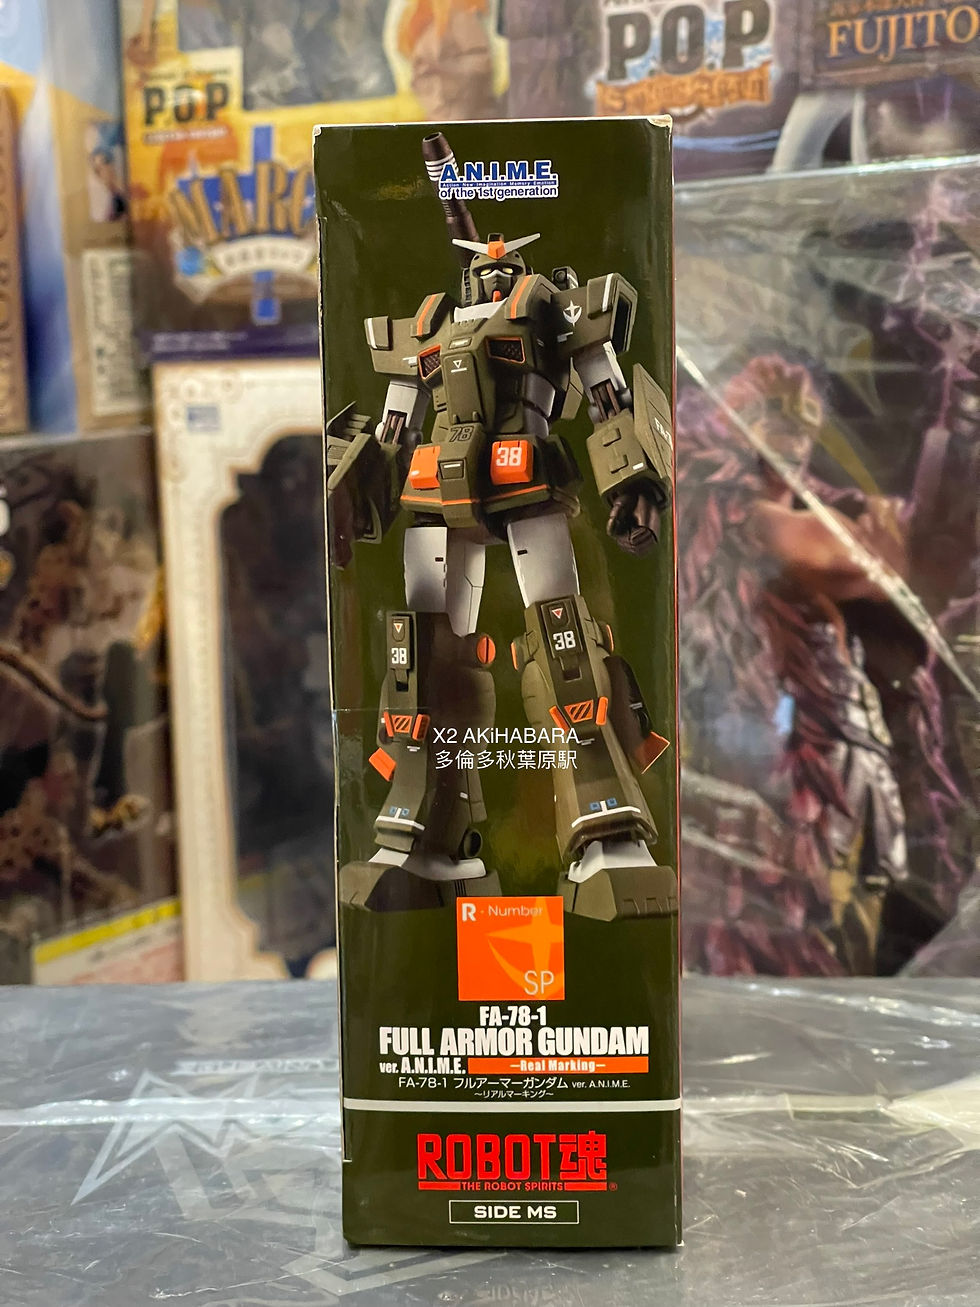 P.O.P
P.O.P
FUJITO
A.N.I.M.E.
Action New Imagination Memory Emotion
of the 1st generation
78
38
38
38
X2 AKiHABARA
多倫多秋葉原駅
R・Number
SP
FA-78-1
FULL ARMOR GUNDAM
ver. A.N.I.M.E. —Real Marking—
FA-78-1 フルアーマーガンダム ver. A.N.I.M.E.
～リアルマーキング～
ROBOT魂
THE ROBOT SPIRITS
®
SIDE MS